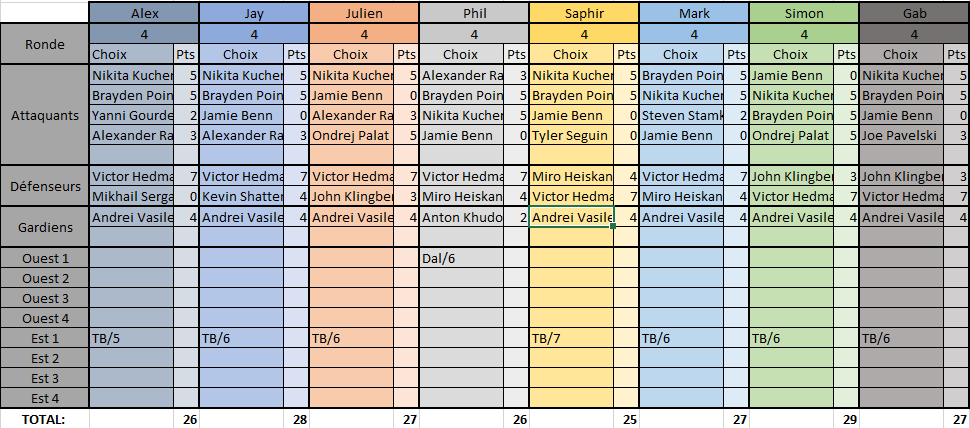 Alex Jay Julien Phil Saphir Mark Simon Gab
Ronde 4 4 4 4 4 4 4 4
Choix Pts Choix Pts Choix Pts Choix Pts Choix Pts Choix Pts Choix Pts Choix Pts
Nikita Kucher 5 Nikita Kucher 5 Nikita Kucher 5 Alexander Ra 3 Nikita Kucher 5 Brayden Poin 5 Jamie Benn 0 Nikita Kucher 5
Brayden Poin 5 Brayden Poin 5 Jamie Benn 0 Brayden Poin 5 Brayden Poin 5 Nikita Kucher 5 Nikita Kucher 5 Brayden Poin 5
Attaquants Yanni Gourde 2 Jamie Benn 0 Alexander Ra 3 Nikita Kucher 5 Jamie Benn 0 Steven Stamk 2 Brayden Poin 5 Jamie Benn 0
Alexander Ra 3 Alexander Ra 3 Ondrej Palat 5 Jamie Benn 0 Tyler Seguin 0 Jamie Benn 0 Ondrej Palat 5 Joe Pavelski 3
Défenseurs Victor Hedma 7 Victor Hedma 7 Victor Hedma 7 Victor Hedma 7 Miro Heiskan 4 Victor Hedma 7 John Klingber 3 John Klingber 3
Mikhail Serga 0 Kevin Shatter 4 John Klingber 3 Miro Heiskan 4 Victor Hedma 7 Miro Heiskan 4 Victor Hedma 7 Victor Hedma 7
Gardiens Andrei Vasile 4 Andrei Vasile 4 Andrei Vasile 4 Anton Khudo 2 Andrei Vasile 4 Andrei Vasile 4 Andrei Vasile 4 Andrei Vasile 4
Ouest 1 Dal/6
Ouest 2
Ouest 3
Ouest 4
Est 1 TB/5 TB/6 TB/6 TB/7 TB/6 TB/6 TB/6
Est 2
Est 3
Est 4
TOTAL: 26 28 27 26 25 27 29 27